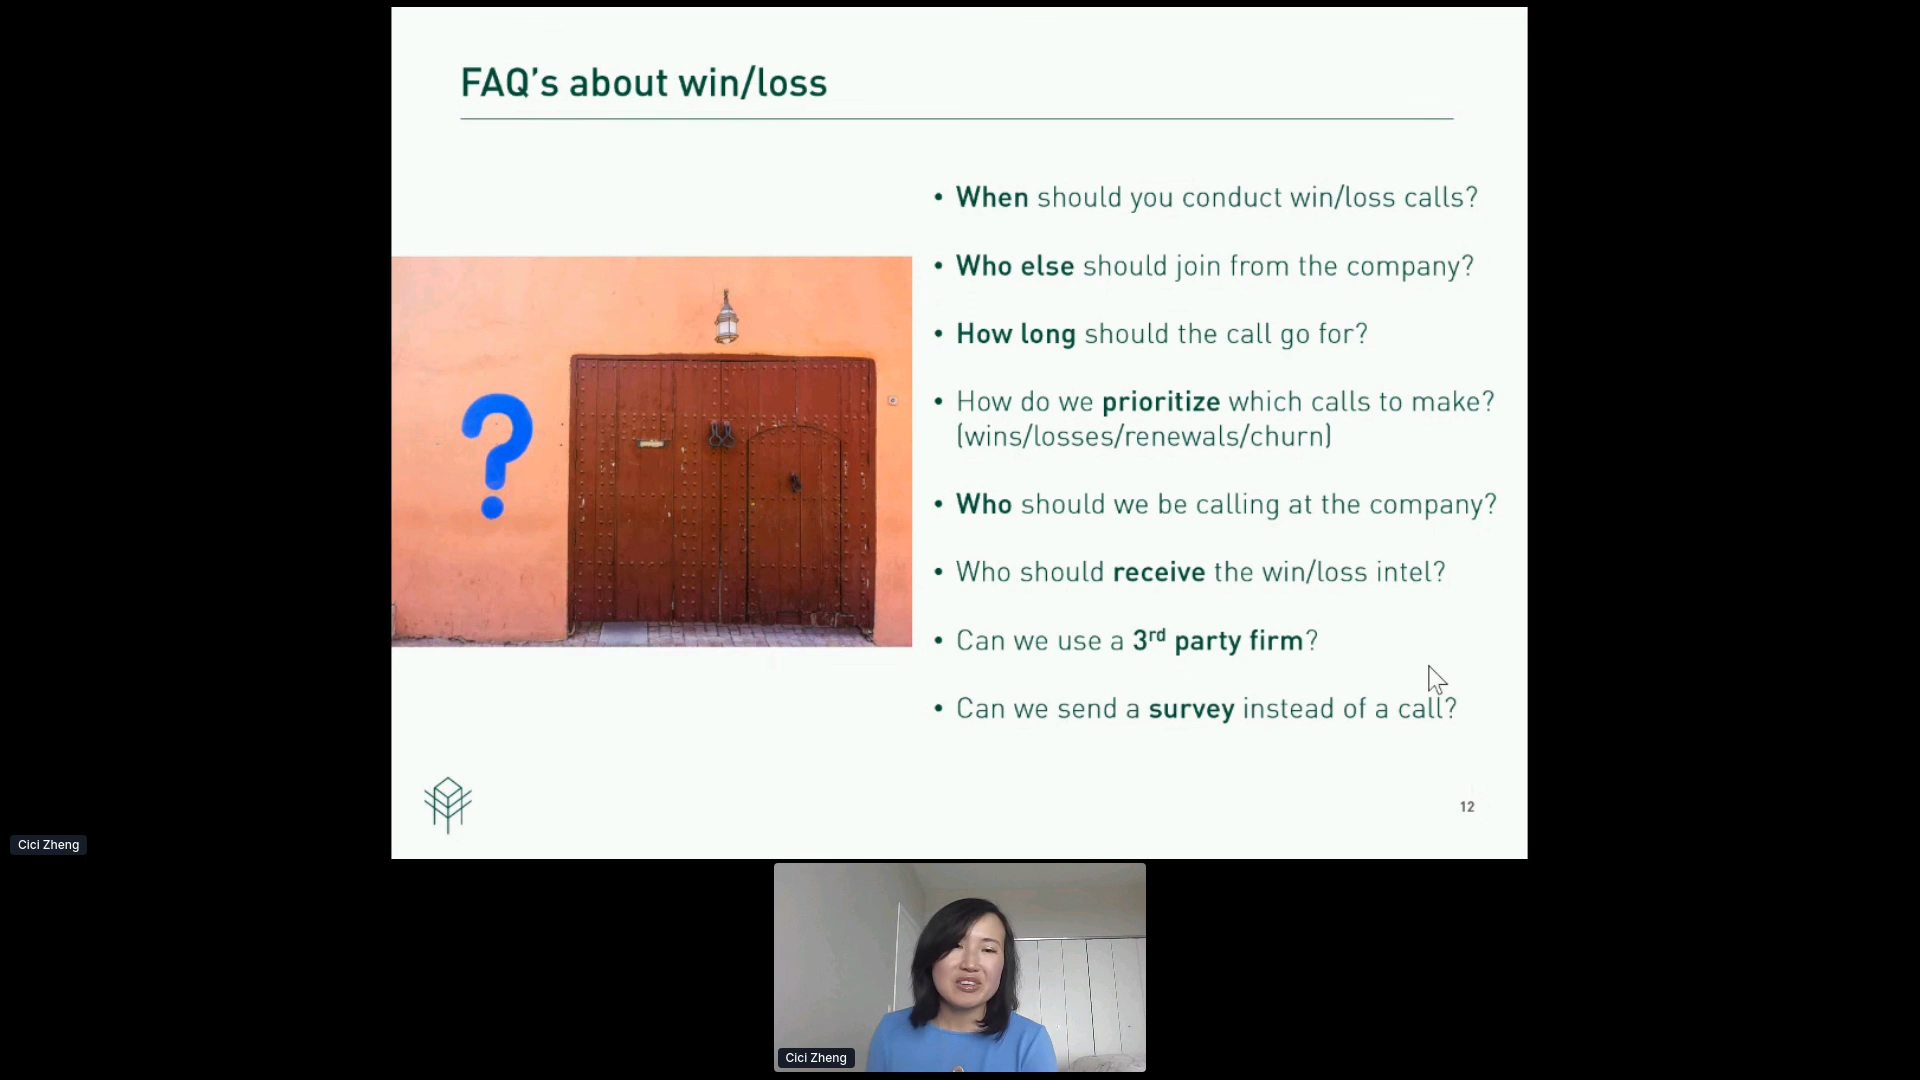 FAQ's about win/loss
• When should you conduct win/loss calls?
• Who else should join from the company?
• How long should the call go for?
• How do we prioritize which calls to make?
(wins/losses/renewals/churn)
• Who should we be calling at the company?
• Who should receive the win/loss intel?
• Can we use a 3rd party firm?
• Can we send a survey instead of a call?
?
12
Cici Zheng
Cici Zheng